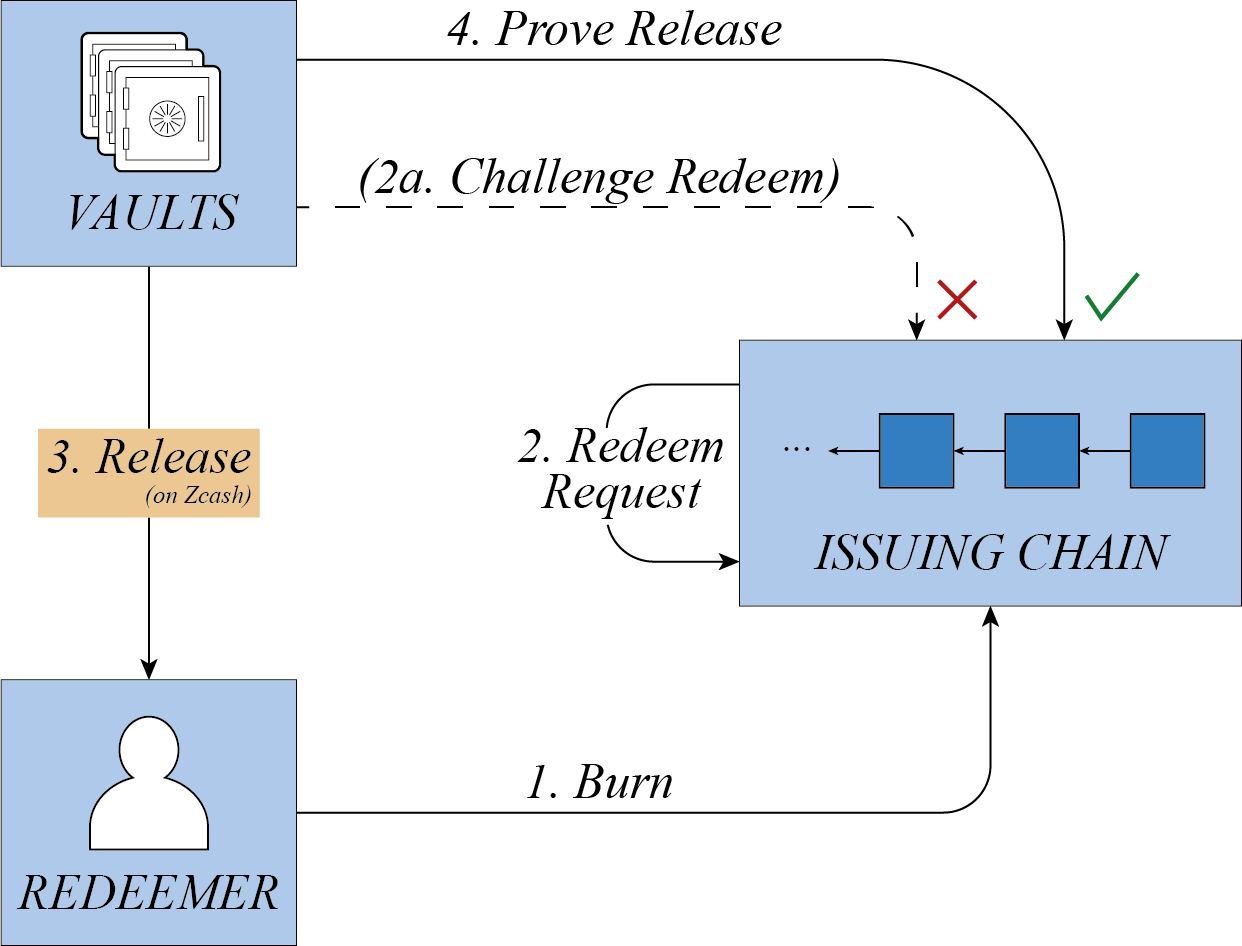 4. Prove Release
(2a. Challenge Redeem)
VAULTS
3. Release
(on Zcash)
2. Redeem
Request
...
ISSUING CHAIN
1. Burn
REDEEMER